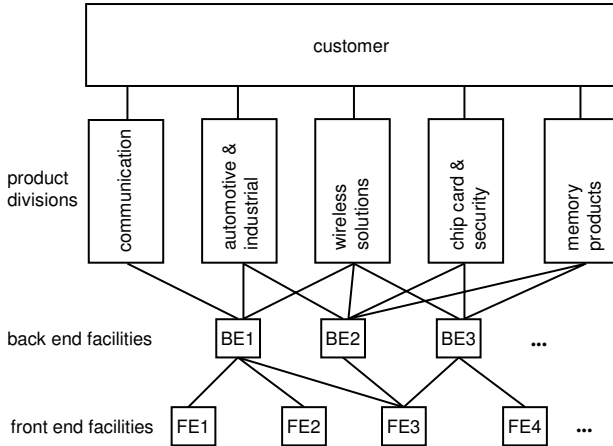 customer
product
divisions
communication
automotive &
industrial
wireless
solutions
chip card &
security
memory
products
back end facilities
BE1
BE2
BE3
...
front end facilities
FE1
FE2
FE3
FE4
...